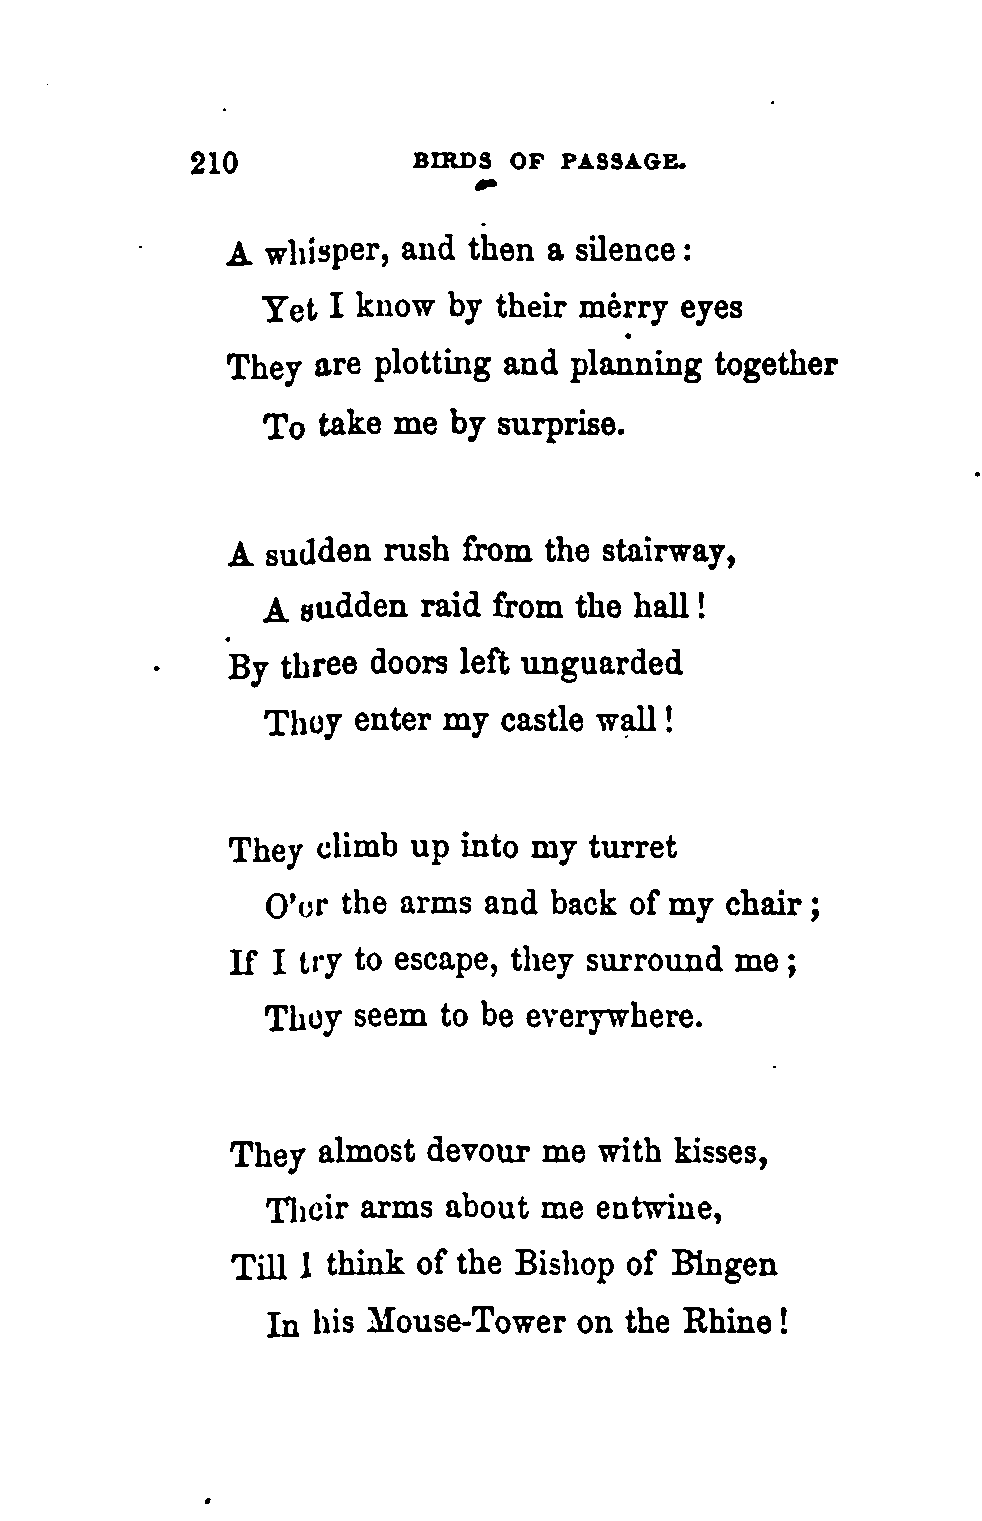 210 BIRDS OF PASSAGE.
A whisper, and then a silence:
Yet I know by their merry eyes
They are plotting and planning together
To take me by surprise.
A sudden rush from the stairway,
A sudden raid from the hall!
By three doors left unguarded
They enter my castle wall!
They climb up into my turret
O'er the arms and back of my chair;
If I try to escape, they surround me;
They seem to be everywhere.
They almost devour me with kisses,
Their arms about me entwine,
Till I think of the Bishop of Bingen
In his Mouse-Tower on the Rhine!